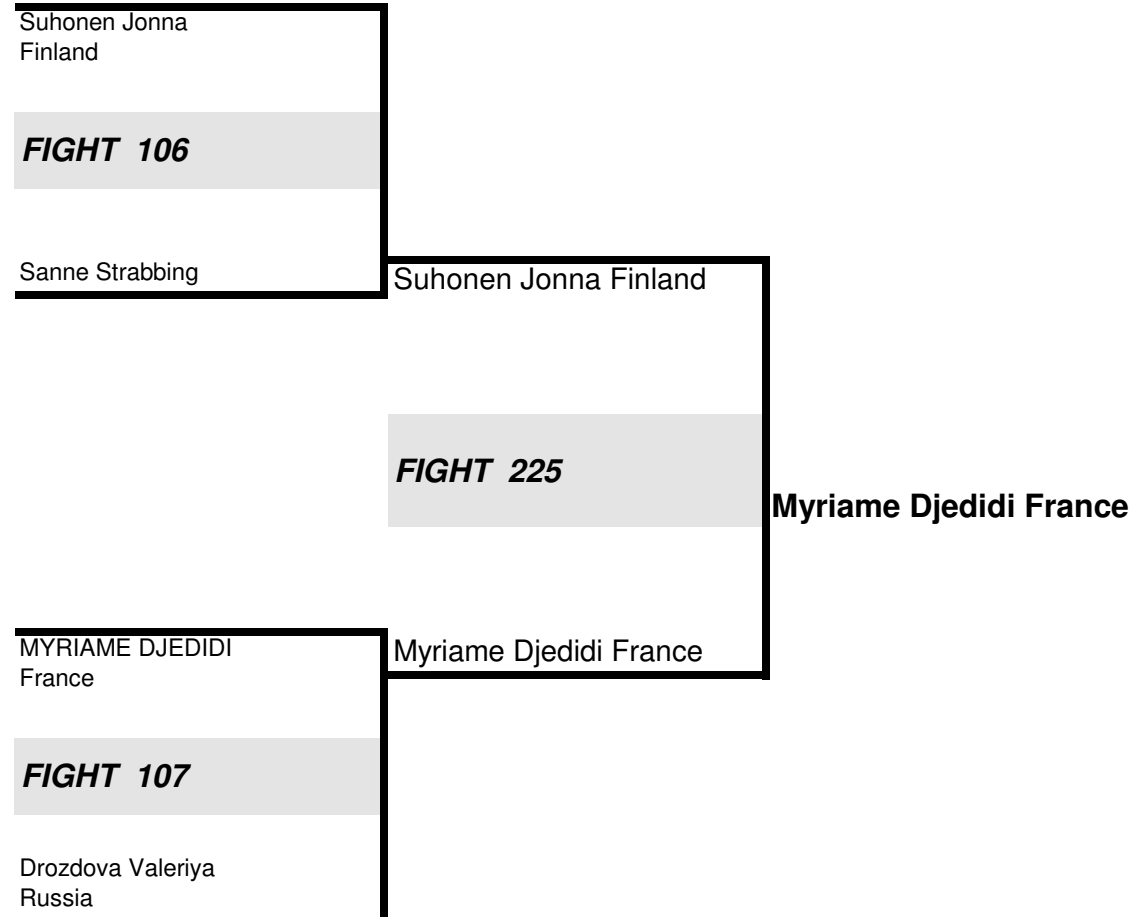 Suhonen Jonna
Finland
FIGHT 106
Sanne Strabbing
Suhonen Jonna Finland
FIGHT 225
Myriame Djedidi France
MYRIAME DJEDIDI
France
Myriame Djedidi France
FIGHT 107
Drozdova Valeriya
Russia